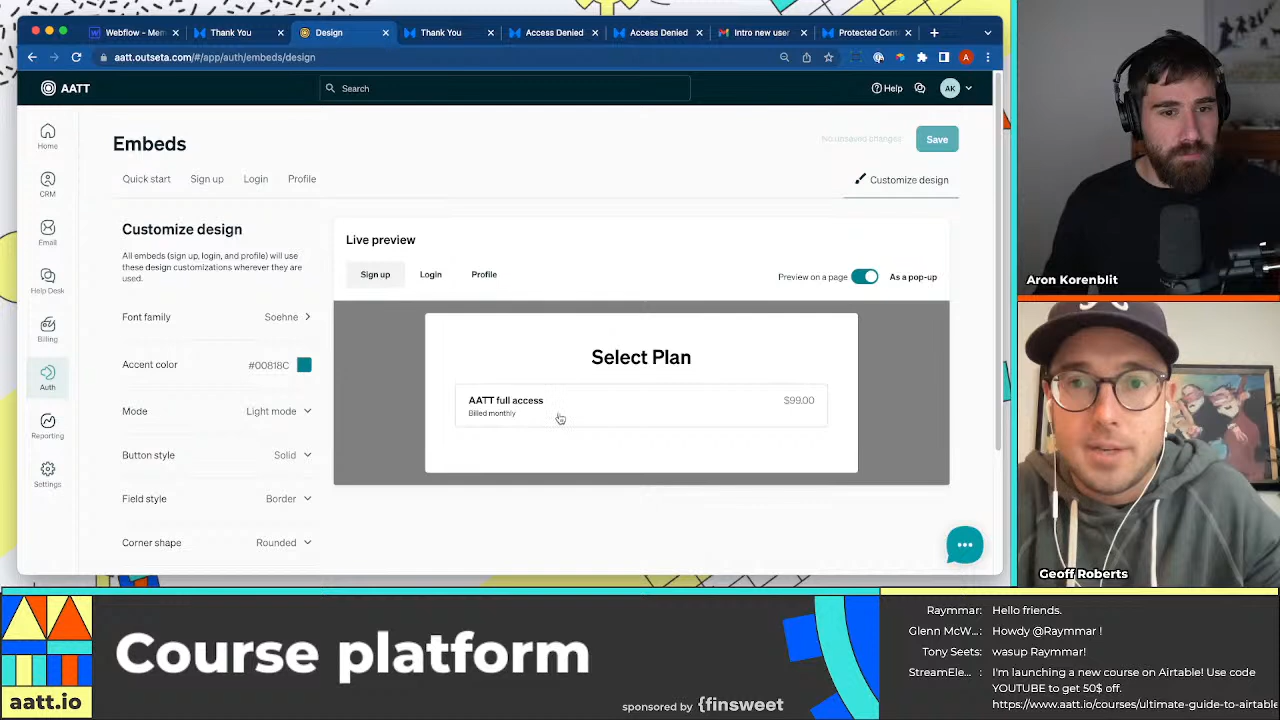 Webflow - Mem
Thank You
Design
Thank You
Access Denied
Access Denied
Intro new user
Protected Cont
aatt.outseta.com/#/app/auth/embeds/design
A
AATT
Search
Help
AK
Home
CRM
Email
Help Desk
Billing
Auth
Reporting
Settings
Embeds
No unsaved changes
Save
Quick start
Sign up
Login
Profile
Customize design
Customize design
All embeds (sign up, login, and profile) will use
these design customizations wherever they are
used.
Font family
Soehne
Accent color
#00818C
Mode
Light mode
Button style
Solid
Field style
Border
Corner shape
Rounded
Live preview
Sign up
Login
Profile
Preview on a page
As a pop-up
Select Plan
AATT full access
$99.00
Billed monthly
Aron Korenblit
Geoff Roberts
aatt.io
Course platform
sponsored by {finsweet
Raymmar: Hello friends.
Glenn McW...: Howdy @Raymmar !
Tony Seets: wasup Raymmar!
StreamEle... : I'm launching a new course on Airtable! Use code
YOUTUBE to get 50$ off.
https://www.aatt.io/courses/ultimate-guide-to-airtable